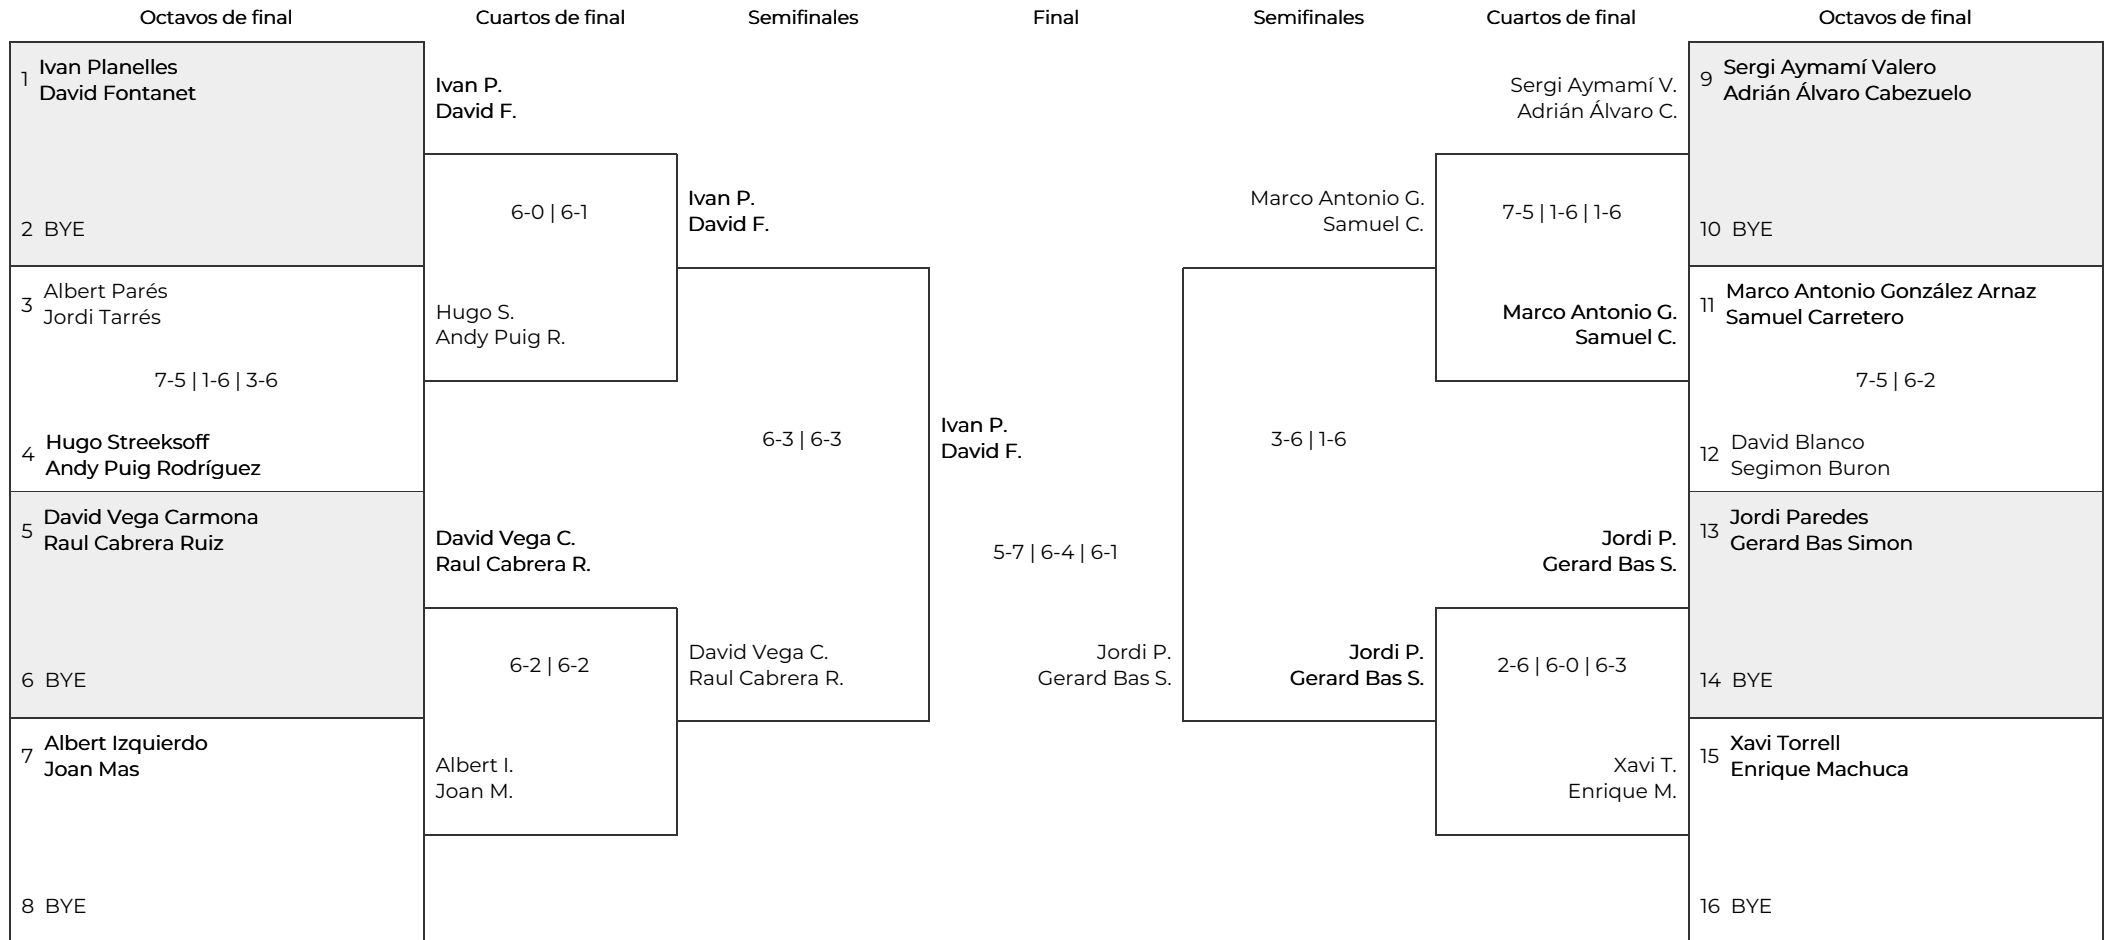 Octavos de final
Cuartos de final
Semifinales
Final
Semifinales
Cuartos de final
Octavos de final
1
Ivan Planelles
David Fontanet
2 BYE
3
Albert Parés
Jordi Tarrés
7-5 | 1-6 | 3-6
4
Hugo Streeksoff
Andy Puig Rodríguez
5
David Vega Carmona
Raul Cabrera Ruiz
6 BYE
7
Albert Izquierdo
Joan Mas
8 BYE
Ivan P.
David F.
6-0 | 6-1
Hugo S.
Andy Puig R.
David Vega C.
Raul Cabrera R.
6-2 | 6-2
Albert I.
Joan M.
Ivan P.
David F.
6-3 | 6-3
David Vega C.
Raul Cabrera R.
Ivan P.
David F.
5-7 | 6-4 | 6-1
Jordi P.
Gerard Bas S.
Marco Antonio G.
Samuel C.
3-6 | 1-6
Jordi P.
Gerard Bas S.
Sergi Aymamí V.
Adrián Álvaro C.
7-5 | 1-6 | 1-6
Marco Antonio G.
Samuel C.
Jordi P.
Gerard Bas S.
2-6 | 6-0 | 6-3
Xavi T.
Enrique M.
9
Sergi Aymamí Valero
Adrián Álvaro Cabezuelo
10 BYE
11
Marco Antonio González Arnaz
Samuel Carretero
7-5 | 6-2
12
David Blanco
Segimon Buron
13
Jordi Paredes
Gerard Bas Simon
14 BYE
15
Xavi Torrell
Enrique Machuca
16 BYE